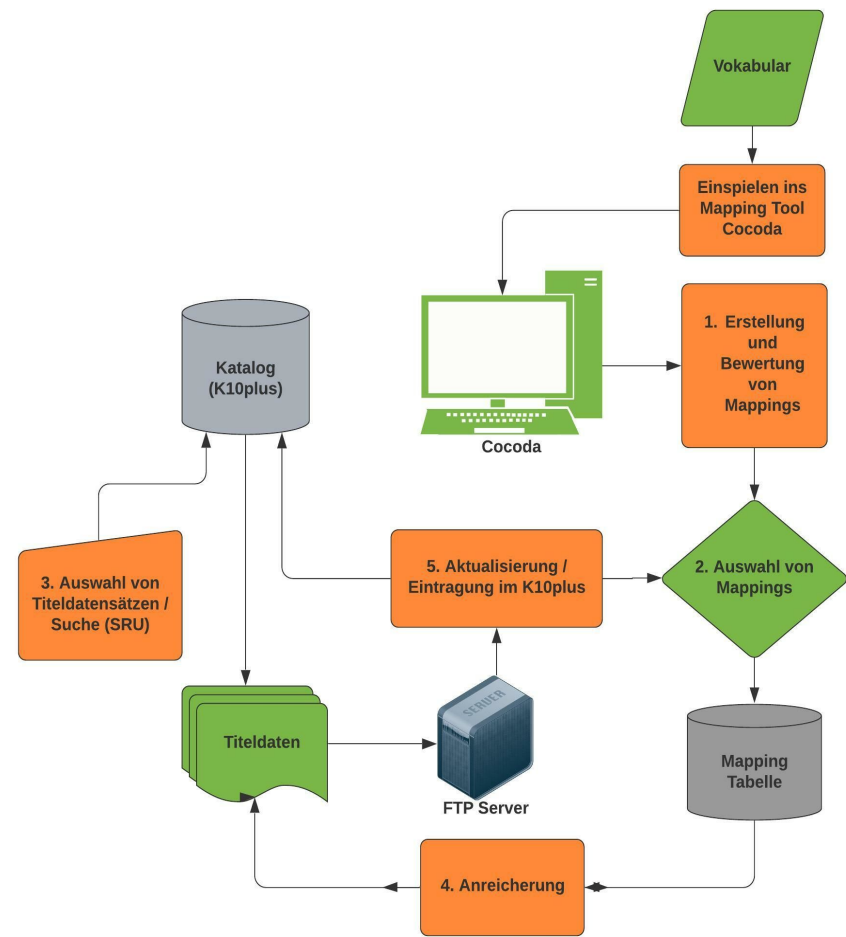 Vokabular
Einspielen ins
Mapping Tool
Cocoda
1. Erstellung
und
Bewertung
von
Mappings
Katalog
(K10plus)
Cocoda
5. Aktualisierung /
Eintragung im K10plus
2. Auswahl von
Mappings
3. Auswahl von
Titeldatensätzen /
Suche (SRU)
SERVER
Titeldaten
FTP Server
Mapping
Tabelle
4. Anreicherung